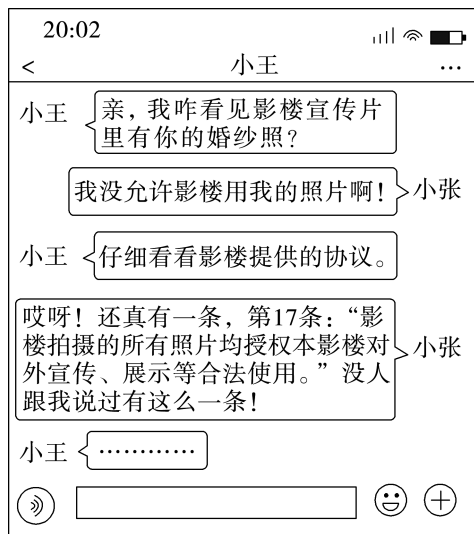 20:02
< 小王 …
小王 亲，我咋看见影楼宣传片
里有你的婚纱照？
我没允许影楼用我的照片啊！ 小张
小王 仔细看看影楼提供的协议。
哎呀！还真有一条，第17条：“影
楼拍摄的所有照片均授权本影楼对
外宣传、展示等合法使用。”没人
跟我说过有这么一条！
小张
小王 …………